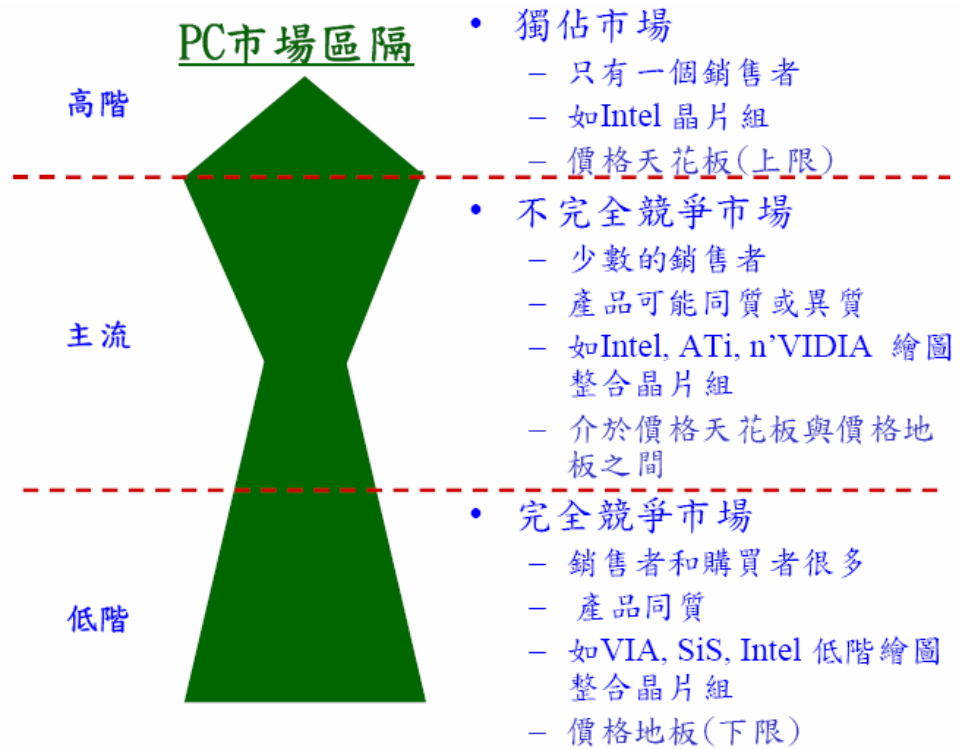 PC市場區隔
高階
• 獨佔市場
– 只有一個銷售者
– 如Intel 晶片組
– 價格天花板(上限)
主流
• 不完全競爭市場
– 少數的銷售者
– 產品可能同質或異質
– 如Intel, ATi, n’VIDIA 繪圖
整合晶片組
– 介於價格天花板與價格地
板之間
低階
• 完全競爭市場
– 銷售者和購買者很多
– 產品同質
– 如VIA, SiS, Intel 低階繪圖
整合晶片組
– 價格地板(下限)